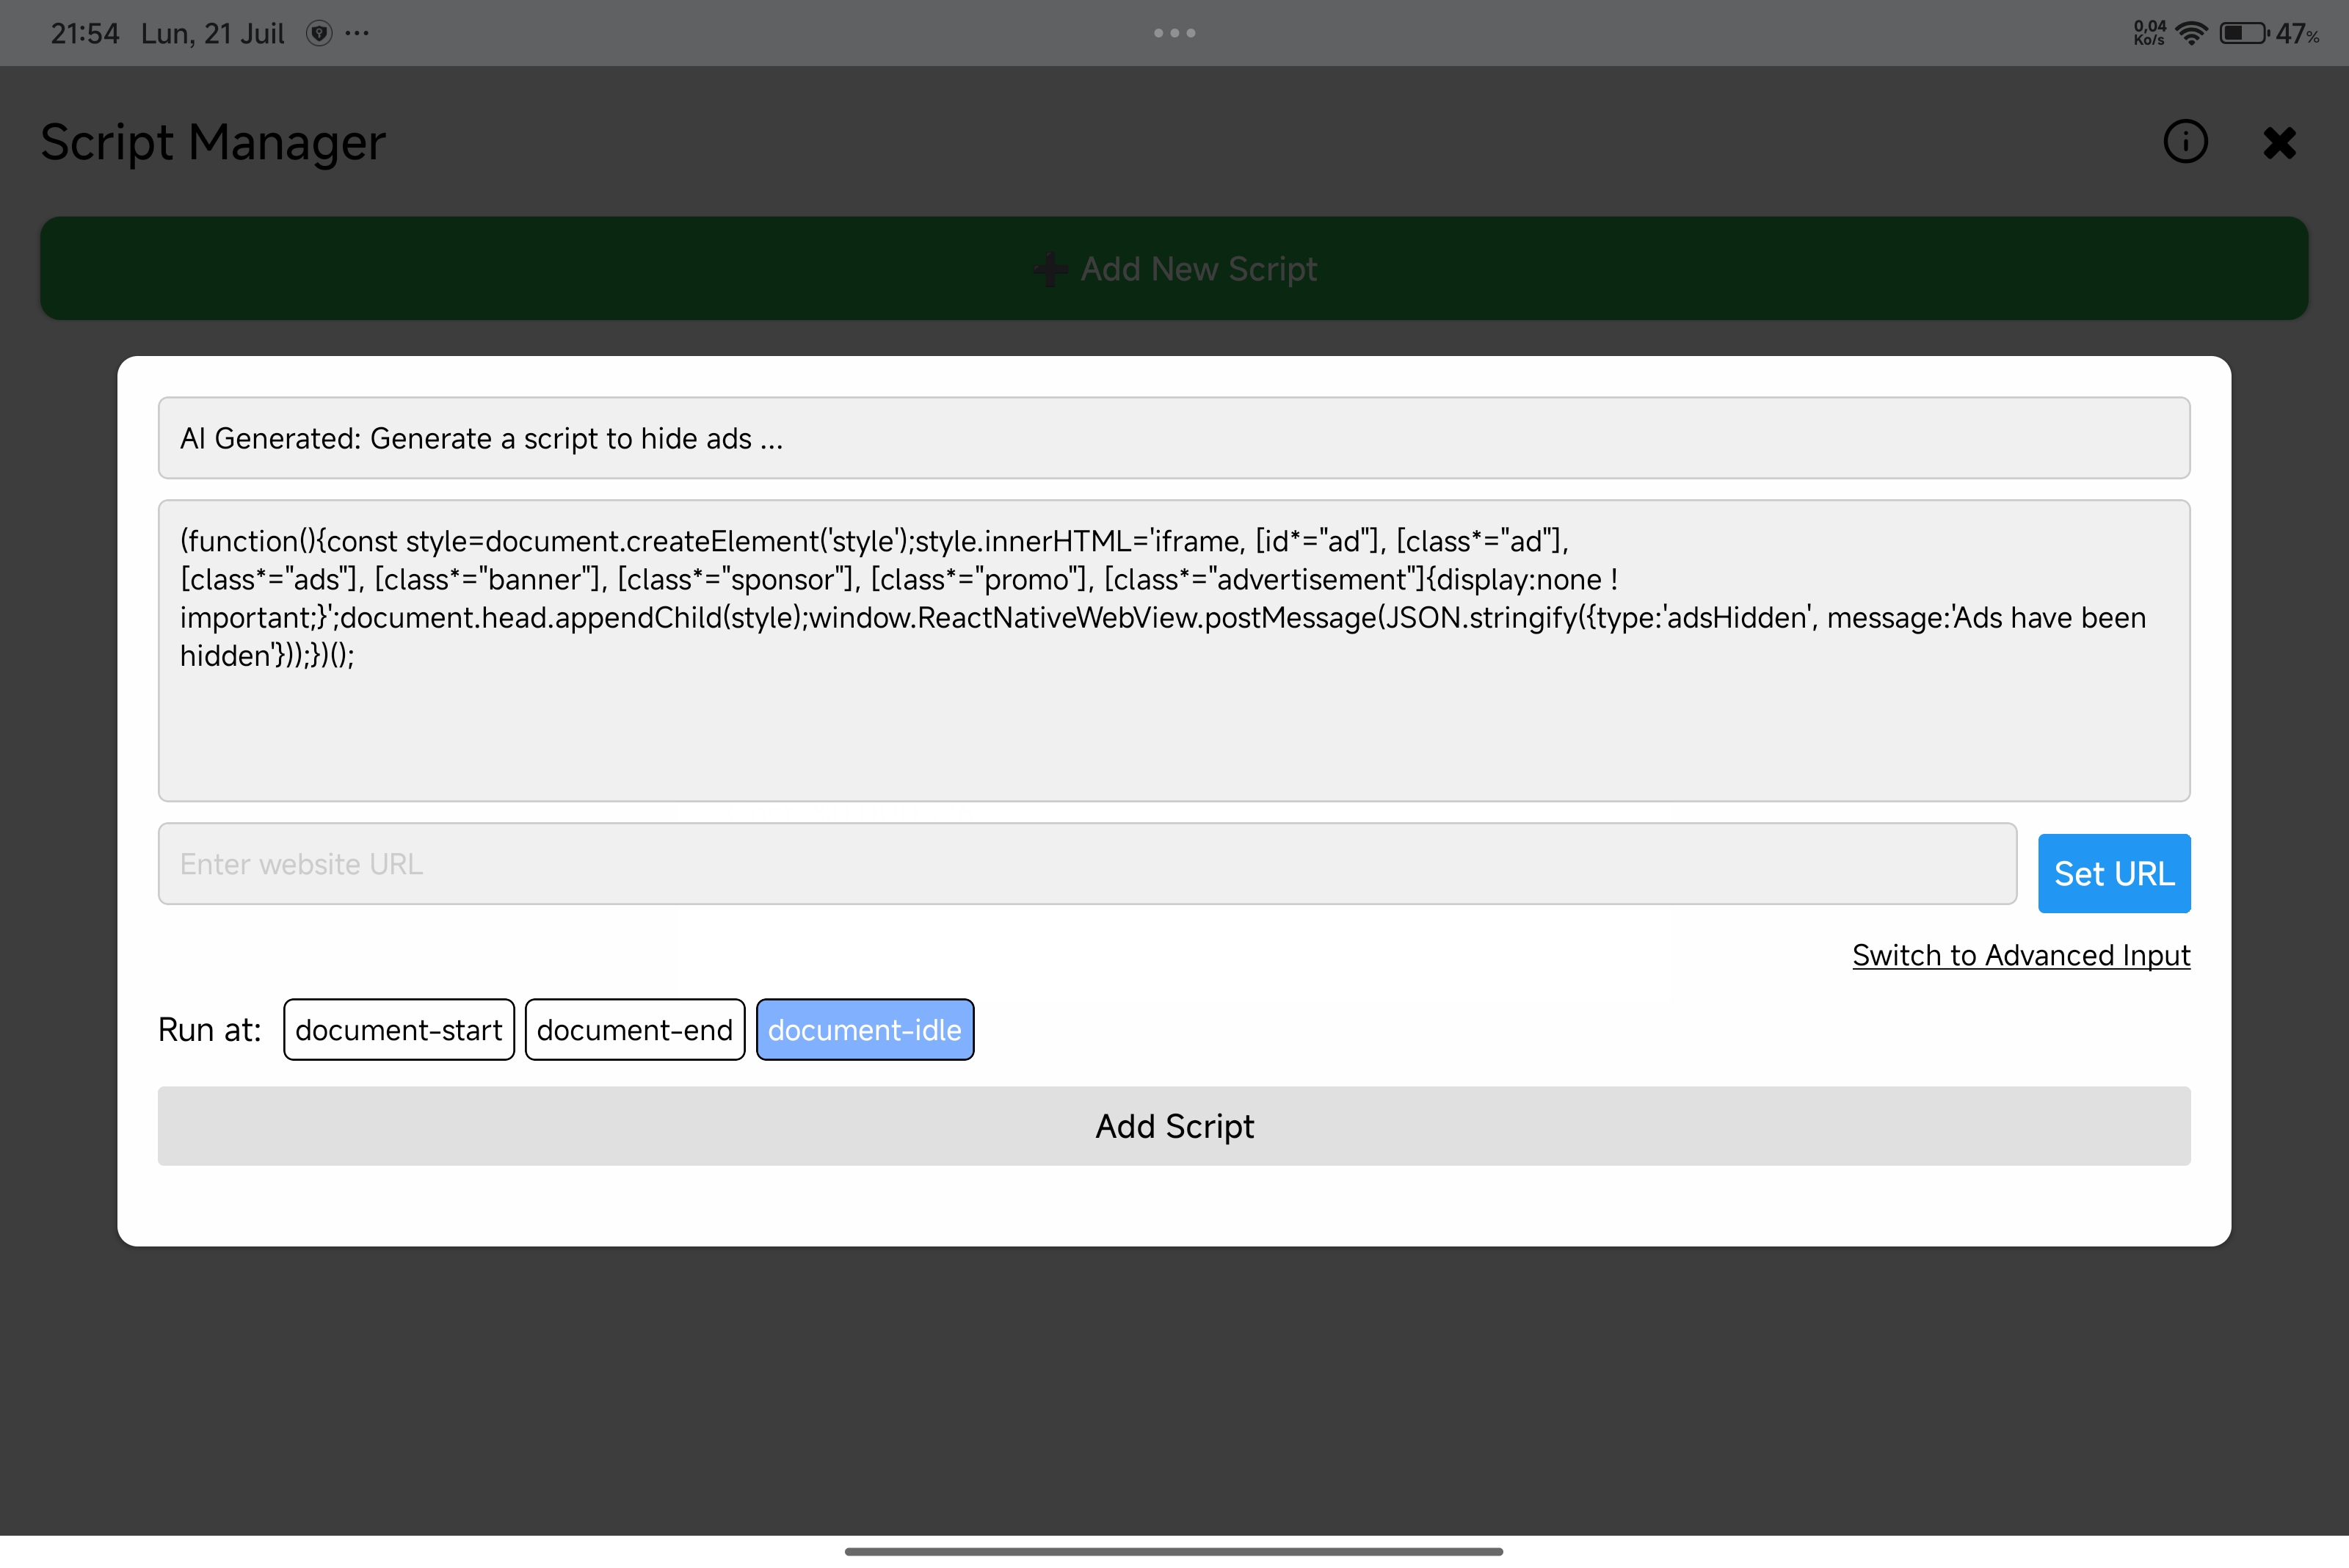 21:54 Lun, 21 Juil
0,04 Ko/s 47%
Script Manager
Add New Script
AI Generated: Generate a script to hide ads ...
(function(){const style=document.createElement('style');style.innerHTML='iframe, [id*="ad"], [class*="ad"],
[class*="ads"], [class*="banner"], [class*="sponsor"], [class*="promo"], [class*="advertisement"]{display:none !
important;}';document.head.appendChild(style);window.ReactNativeWebView.postMessage(JSON.stringify({type:'adsHidden', message:'Ads have been
hidden'}));})();
Enter website URL
Set URL
Switch to Advanced Input
Run at: document-start document-end document-idle
Add Script